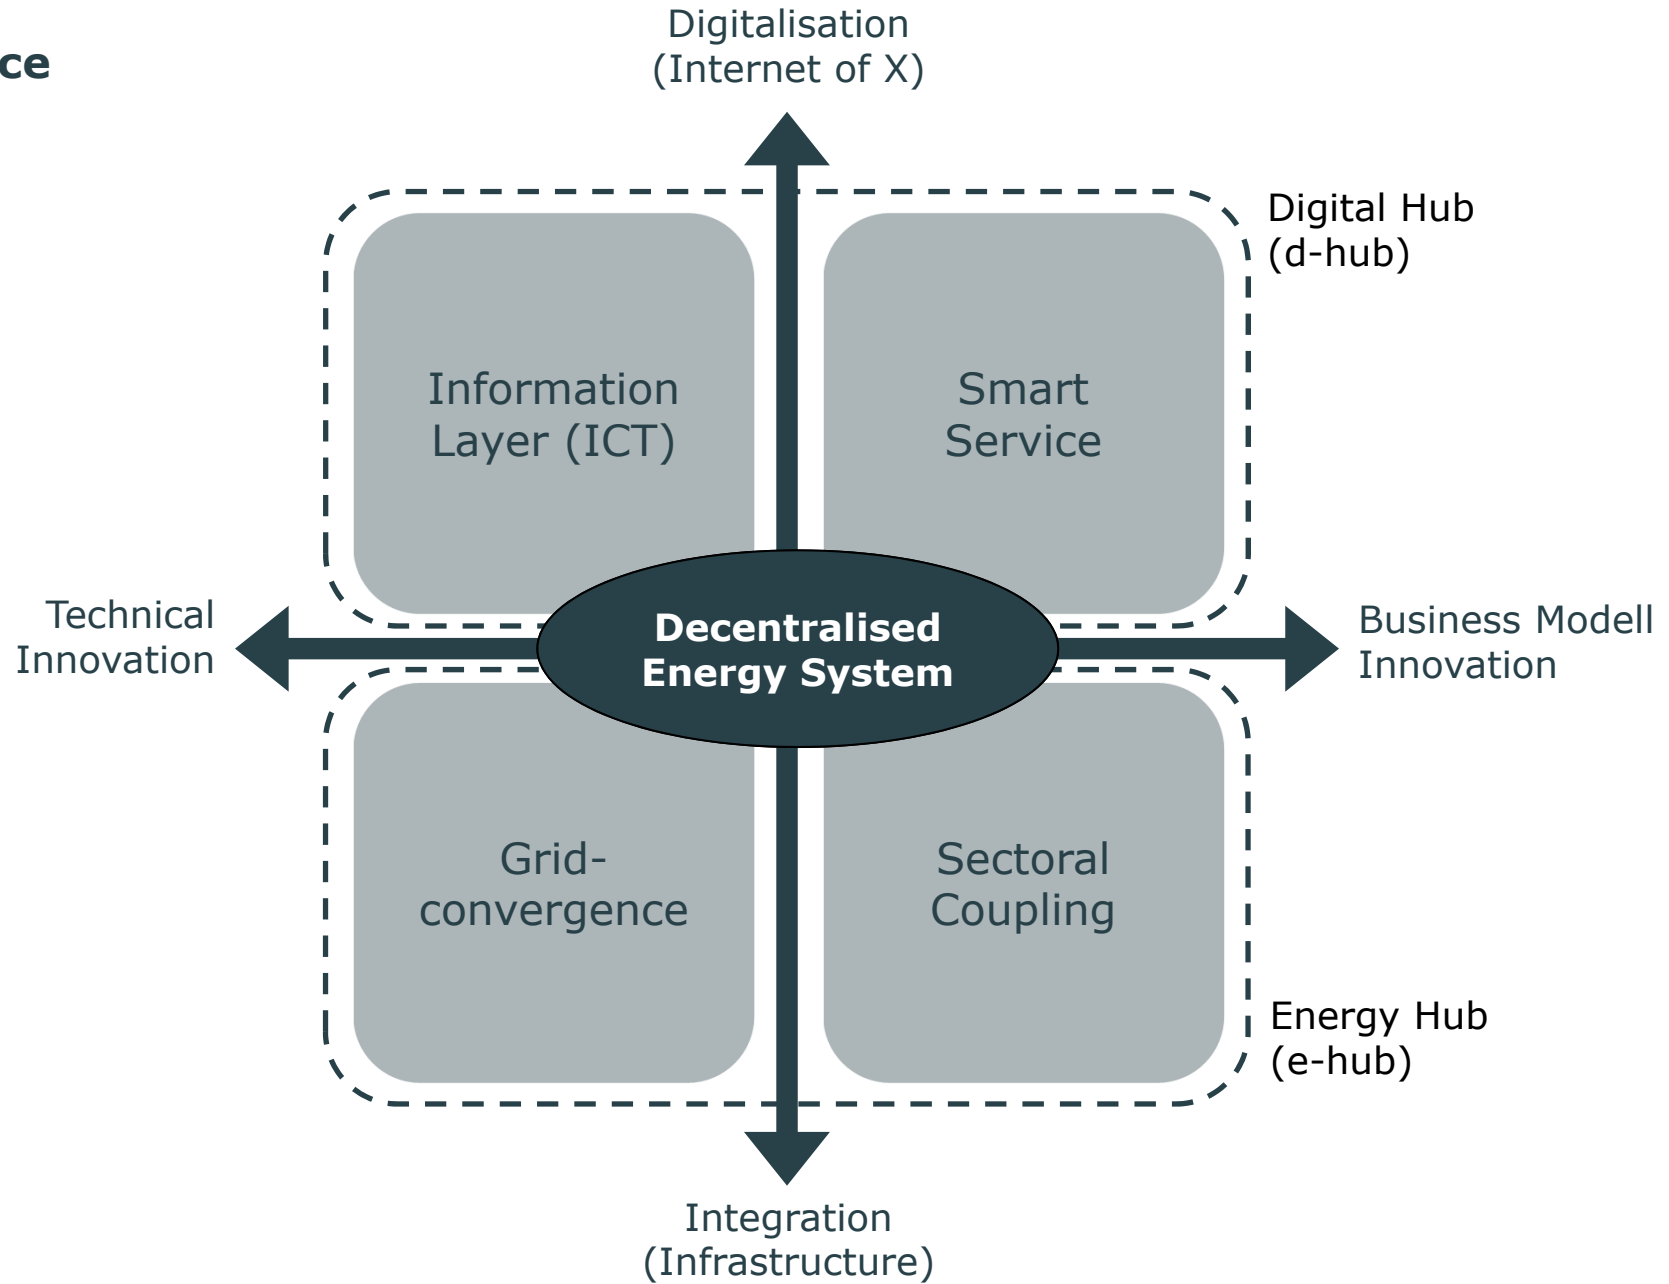 ce
Digitalisation
(Internet of X)
Digital Hub
(d-hub)
Information
Layer (ICT)
Smart
Service
Technical
Innovation
Decentralised
Energy System
Business Modell
Innovation
Grid-
convergence
Sectoral
Coupling
Energy Hub
(e-hub)
Integration
(Infrastructure)